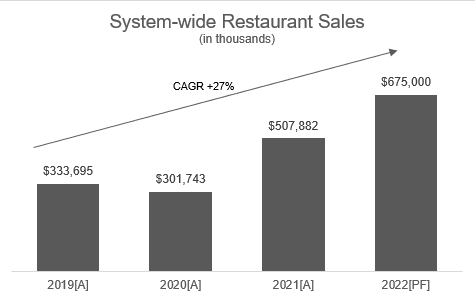 System-wide Restaurant Sales
(in thousands)
CAGR +27%
$675,000
$507,882
$333,695
$301,743
2019[A] 2020[A] 2021[A] 2022[PF]